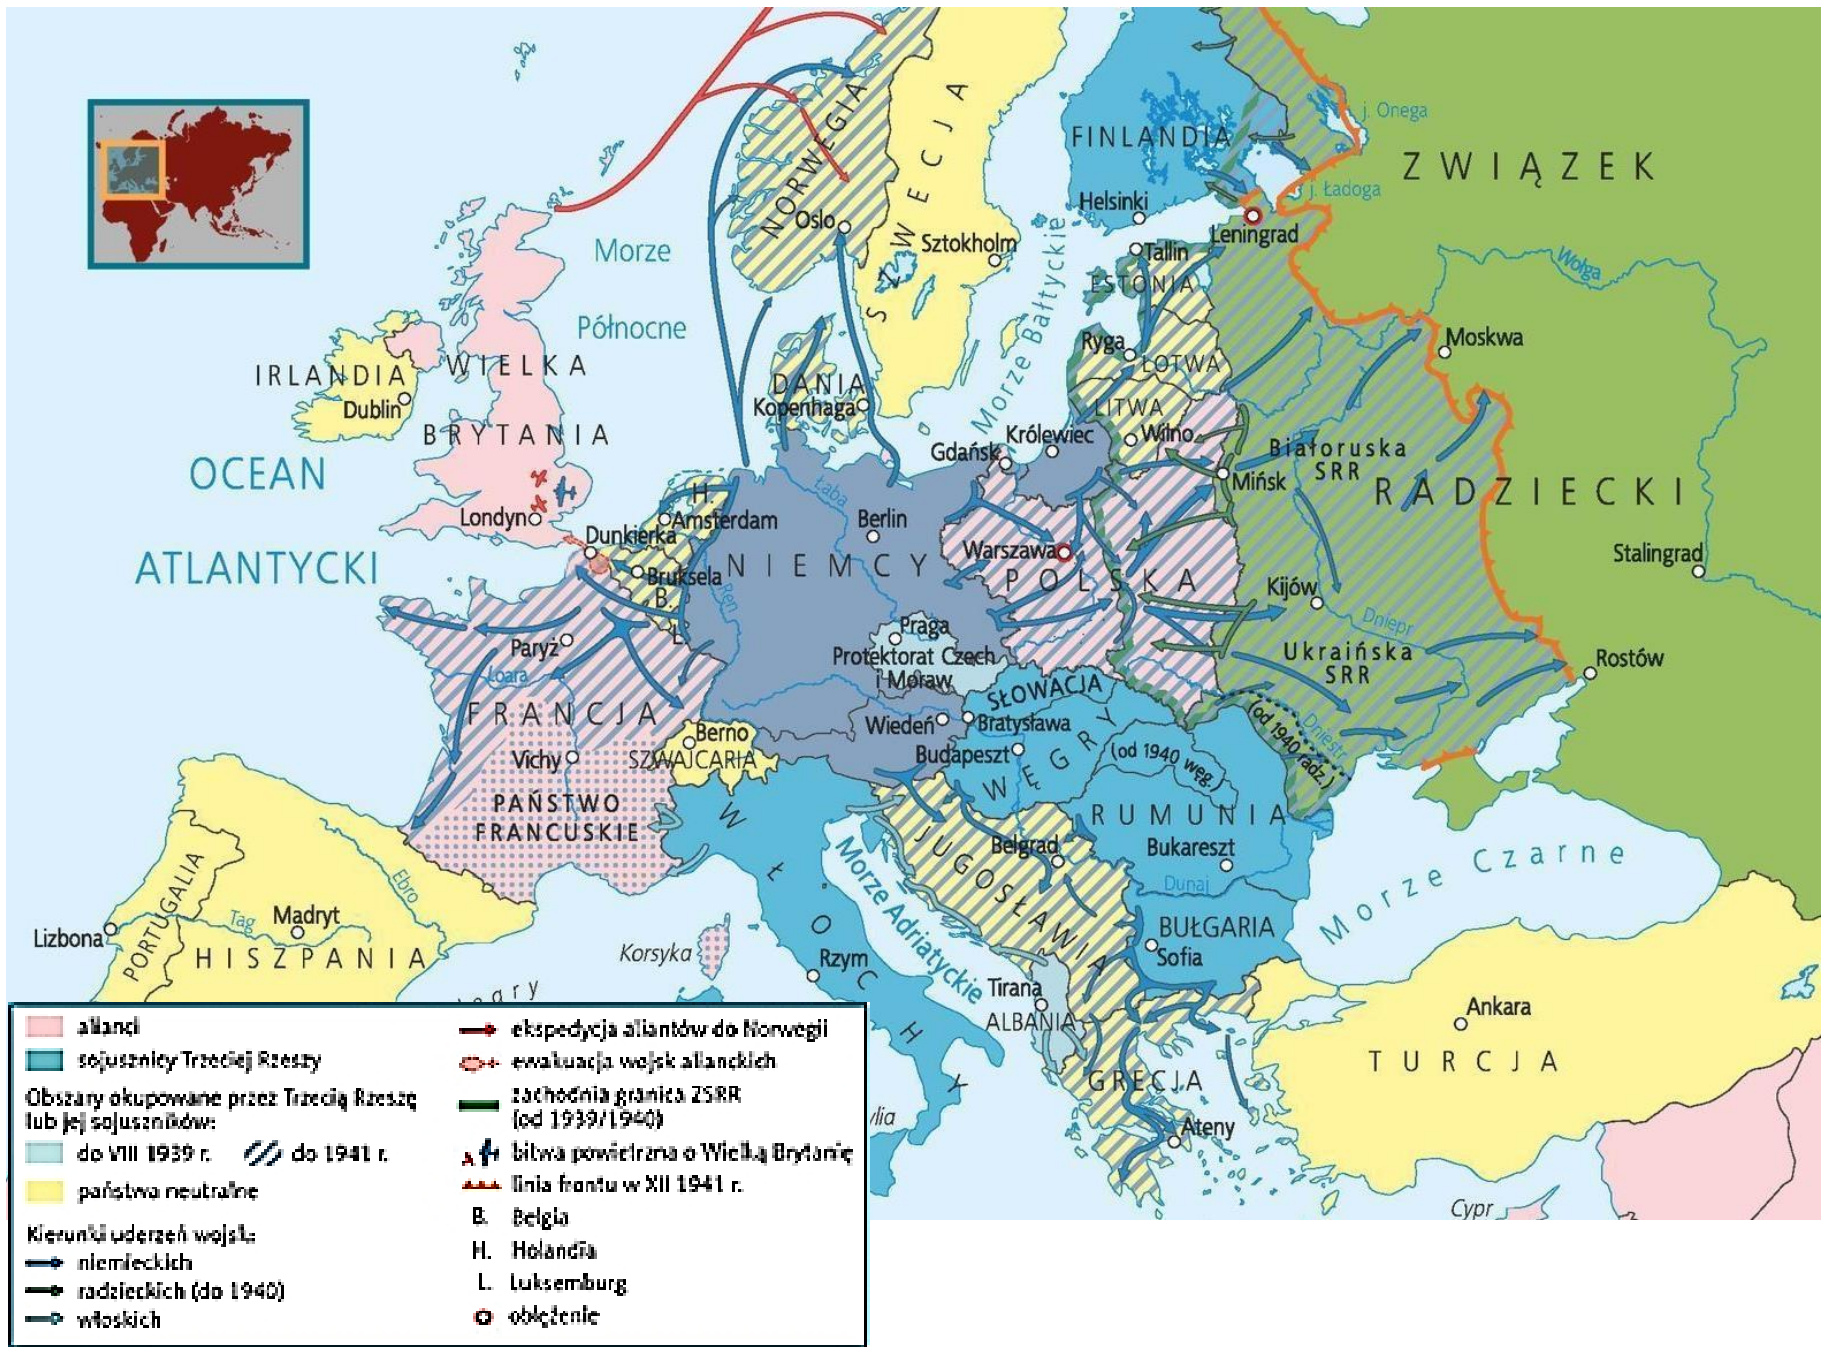 j. Onega
FINLANDIA
ZWIĄZEK
j. Ładoga
NORWEGIA
SZWECJA
Helsinki
Oslo
Sztokholm
Leningrad
Morze
Północne
Tallin
ESTONIA
Wołga
Morze Bałtyckie
Moskwa
Ryga
ŁOTWA
IRLANDIA
Dublin
WIELKA
BRYTANIA
DANIA
Kopenhaga
LITWA
Wilno
Królewiec
Gdańsk
Białoruska
SRR
Mińsk
RADZIECKI
OCEAN
ATLANTYCKI
H.
Łaba
Londyn
Amsterdam
Berlin
Dunkierka
Bruksela
B.
L.
Ren
NIEMCY
Warszawa
POLSKA
Stalingrad
Kijów
Dniepr
Praga
Protektorat Czech
i Moraw
Paryż
Loara
Ukraińska
SRR
Rostów
SŁOWACJA
FRANCJA
Wiedeń
Bratysława
(od 1940 radz.)
Dniestr
Berno
SZWAJCARIA
Vichy
Budapeszt
WĘGRY
(od 1940 węg.)
PAŃSTWO
FRANCUSKIE
WŁOCHY
RUMUNIA
Belgrad
Bukareszt
JUGOSŁAWIA
Morze Adriatyckie
Morze Czarne
Dunaj
PORTUGALIA
Ebro
Tag
Madryt
Lizbona
HISZPANIA
Korsyka
Rzym
BUŁGARIA
Sofia
Tirana
ALBANIA
Ankara
TURCJA
GRECJA
Ateny
Cypr
eary
ylia
alianci
sojusznicy Trzeciej Rzeszy
Obszary okupowane przez Trzecią Rzeszę
lub jej sojuszników:
do VIII 1939 r.
do 1941 r.
państwa neutralne
Kierunki uderzeń wojsk:
niemieckich
radzieckich (do 1940)
włoskich
ekspedycja aliantów do Norwegii
ewakuacja wojsk alianckich
zachodnia granica ZSRR
(od 1939/1940)
bitwa powietrzna o Wielką Brytanię
linia frontu w XII 1941 r.
B. Belgia
H. Holandia
L. Luksemburg
oblężenie